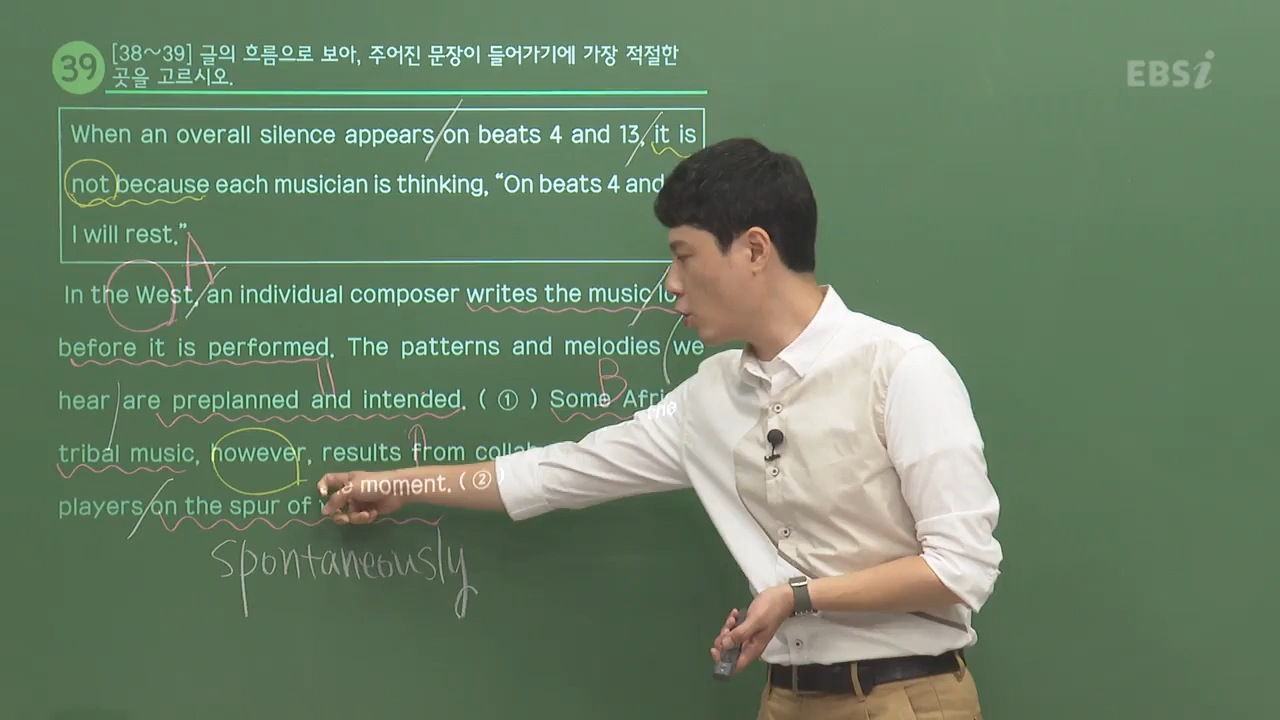 39
[38~39] 글의 흐름으로 보아, 주어진 문장이 들어가기에 가장 적절한
곳을 고르시오.
EBSi
When an overall silence appears on beats 4 and 13, it is
not because each musician is thinking, “On beats 4 and
I will rest.”
A
In the West, an individual composer writes the music
before it is performed. The patterns and melodies we
hear are preplanned and intended. ( ① ) Some
B
tribal music, however, results from
players on the spur of moment. ( ②
spontaneously